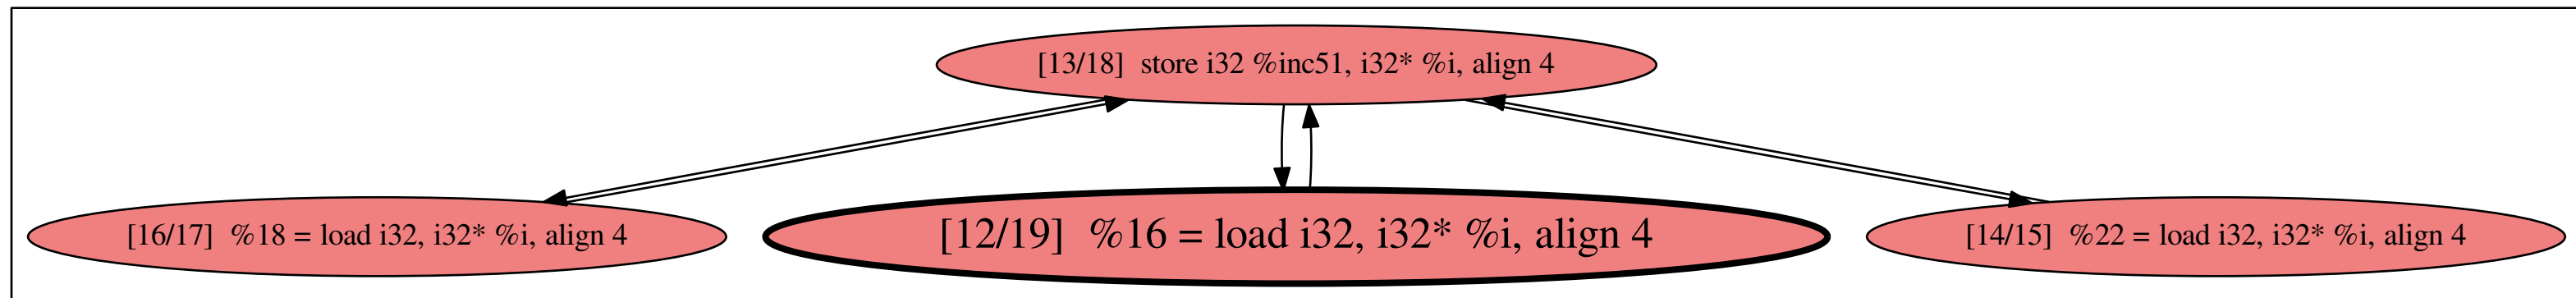 [13/18]  store i32 %inc51, i32* %i, align 4
[16/17]  %18 = load i32, i32* %i, align 4
[12/19]  %16 = load i32, i32* %i, align 4
[14/15]  %22 = load i32, i32* %i, align 4